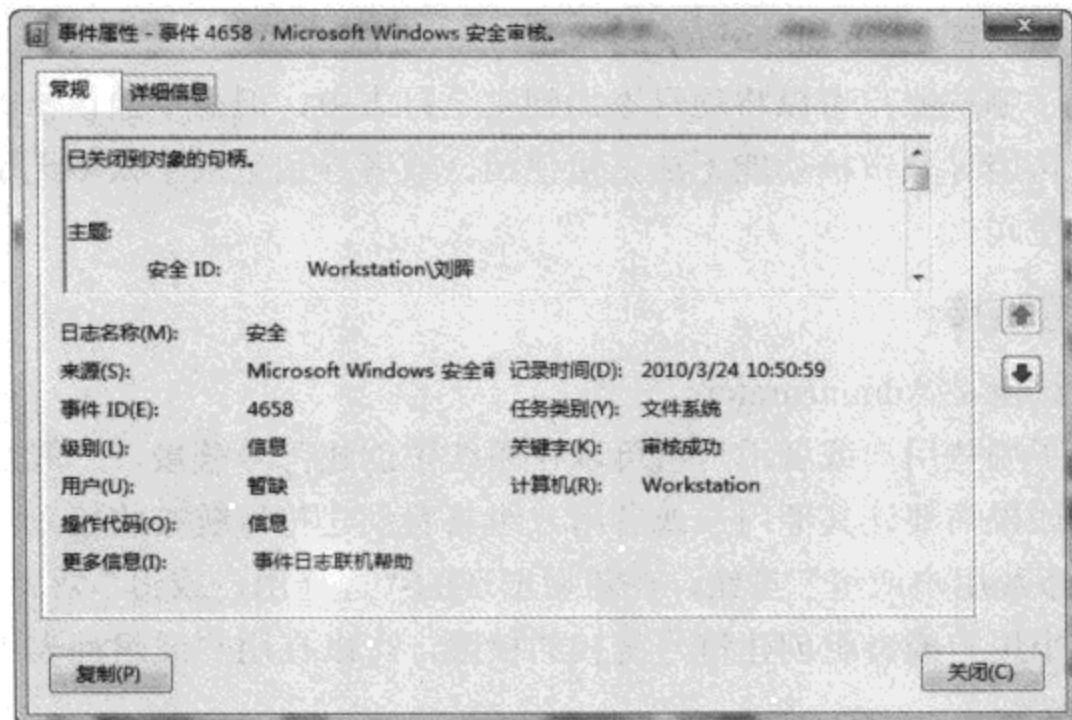 事件属性 - 事件 4658，Microsoft Windows 安全审核。
常规 详细信息
已关闭到对象的句柄。
主题:
安全 ID: Workstation\刘晖
日志名称(M): 安全
来源(S): Microsoft Windows 安全审 记录时间(D): 2010/3/24 10:50:59
事件 ID(E): 4658 任务类别(Y): 文件系统
级别(L): 信息 关键字(K): 审核成功
用户(U): 暂缺 计算机(R): Workstation
操作代码(O): 信息
更多信息(I): 事件日志联机帮助
复制(P) 关闭(C)